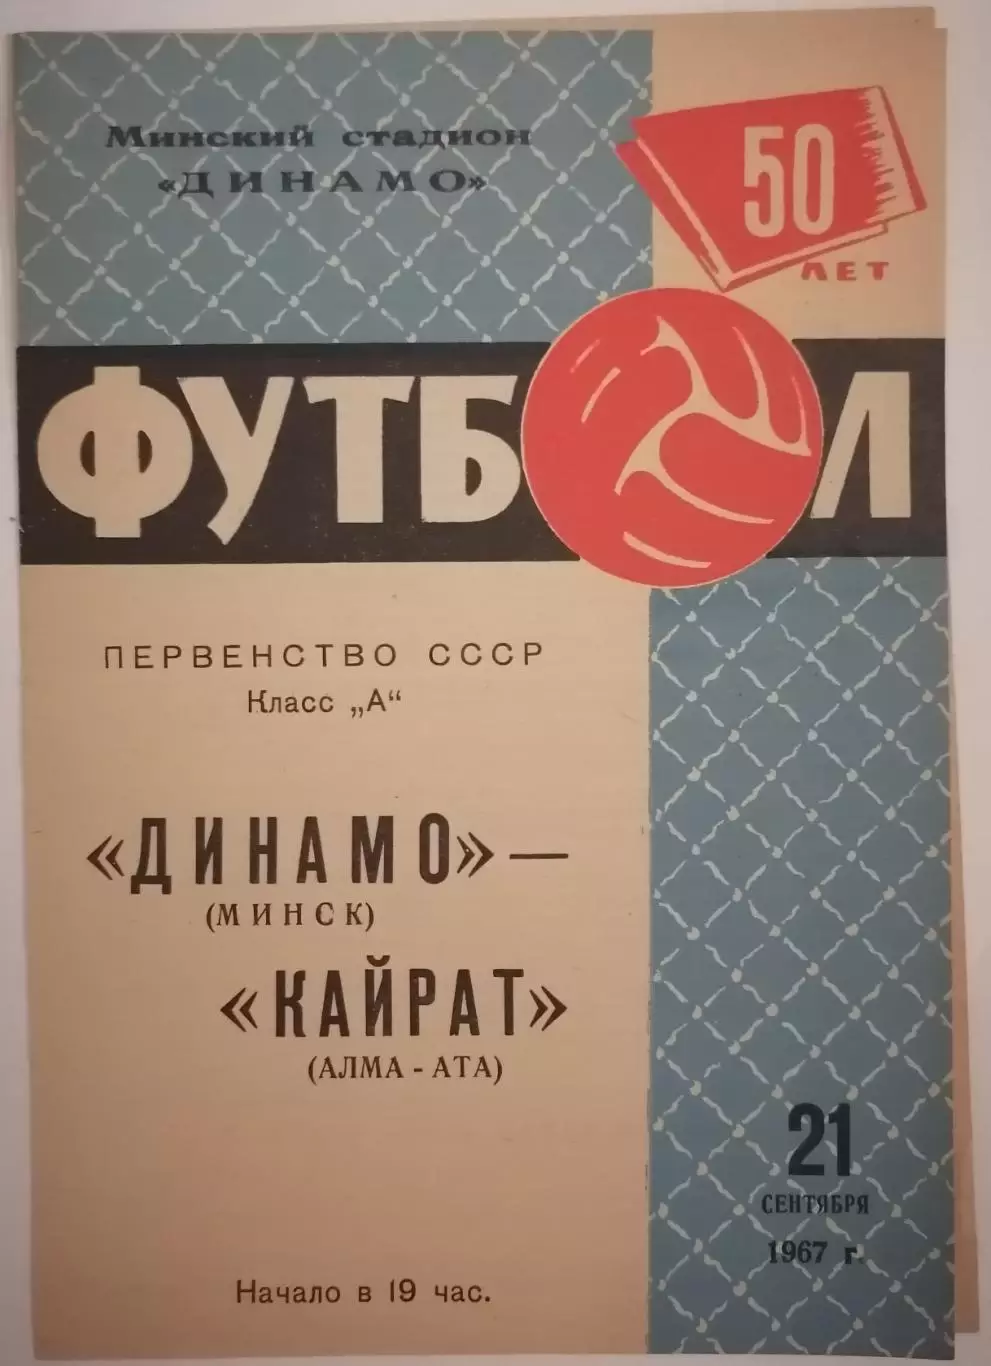 Минский стадион
«ДИНАМО»
50
ЛЕТ
ФУТБОЛ
ПЕРВЕНСТВО СССР
Класс „А“
«ДИНАМО» —
(МИНСК)
«КАЙРАТ»
(АЛМА - АТА)
21
СЕНТЯБРЯ
1967 г.
Начало в 19 час.